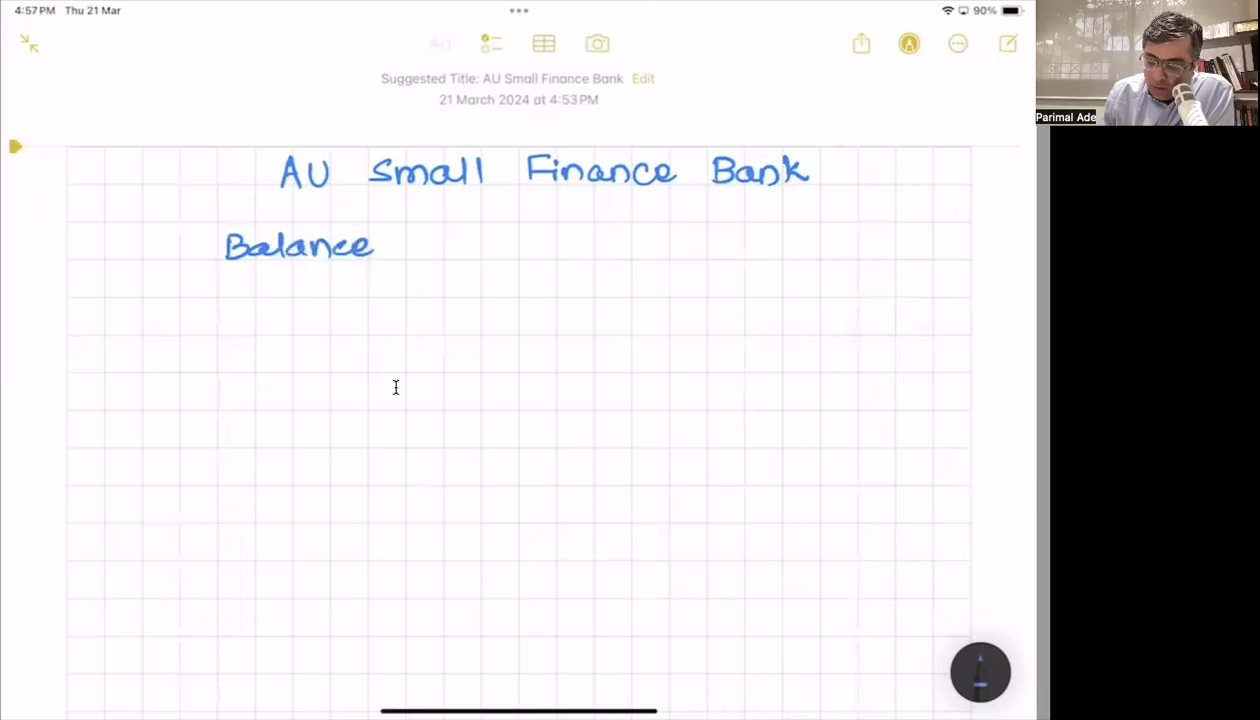 4:57 PM Thu 21 Mar
90%
Aa
Suggested Title: AU Small Finance Bank Edit
21 March 2024 at 4:53 PM
Parimal Ade
AU Small Finance Bank
Balance